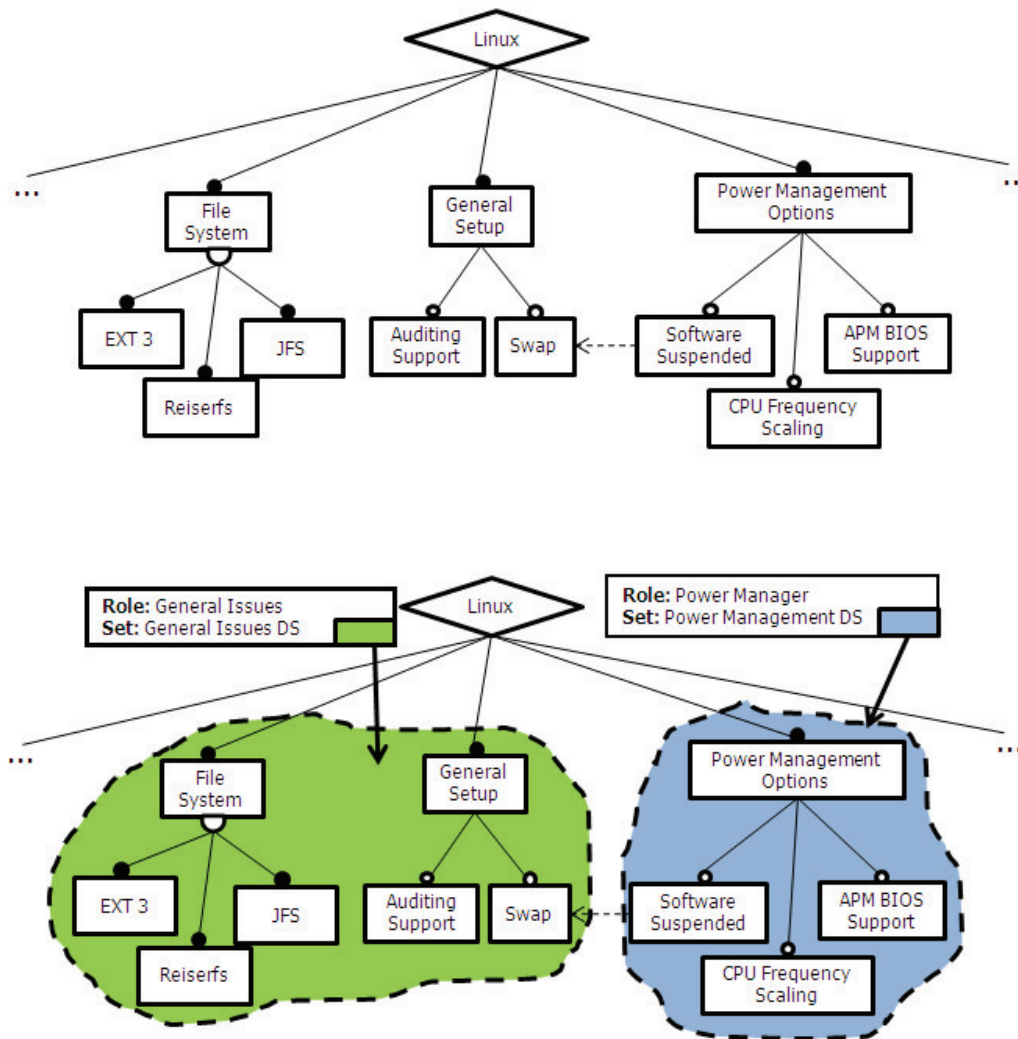 Linux
...
...
File
System
General
Setup
Power Management
Options
EXT 3
JFS
Reiserfs
Auditing
Support
Swap
Software
Suspended
APM BIOS
Support
CPU Frequency
Scaling
Role: General Issues
Set: General Issues DS
Linux
Role: Power Manager
Set: Power Management DS
...
...
File
System
General
Setup
Power Management
Options
EXT 3
JFS
Reiserfs
Auditing
Support
Swap
Software
Suspended
APM BIOS
Support
CPU Frequency
Scaling